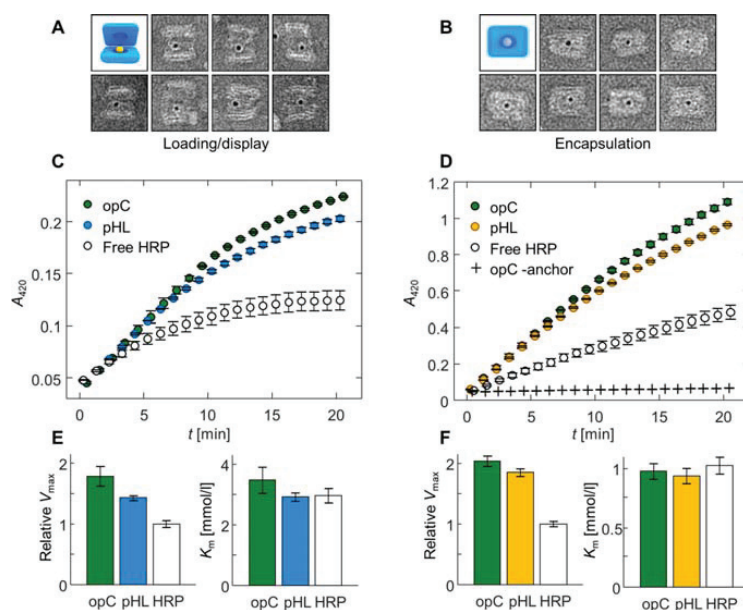 A
Loading/display
B
Encapsulation
C
opC
pHL
Free HRP
A420
0.2
0.15
0.1
0.05
0 5 10 15 20
t [min]
D
opC
pHL
Free HRP
opC -anchor
A420
1.2
1
0.8
0.6
0.4
0.2
0
0 5 10 15 20
t [min]
E
Relative Vmax
2
1
0
opC pHL HRP
Km [mmol/l]
4
2
0
opC pHL HRP
F
Relative Vmax
2
1
0
opC pHL HRP
Km [mmol/l]
1
0.5
0
opC pHL HRP